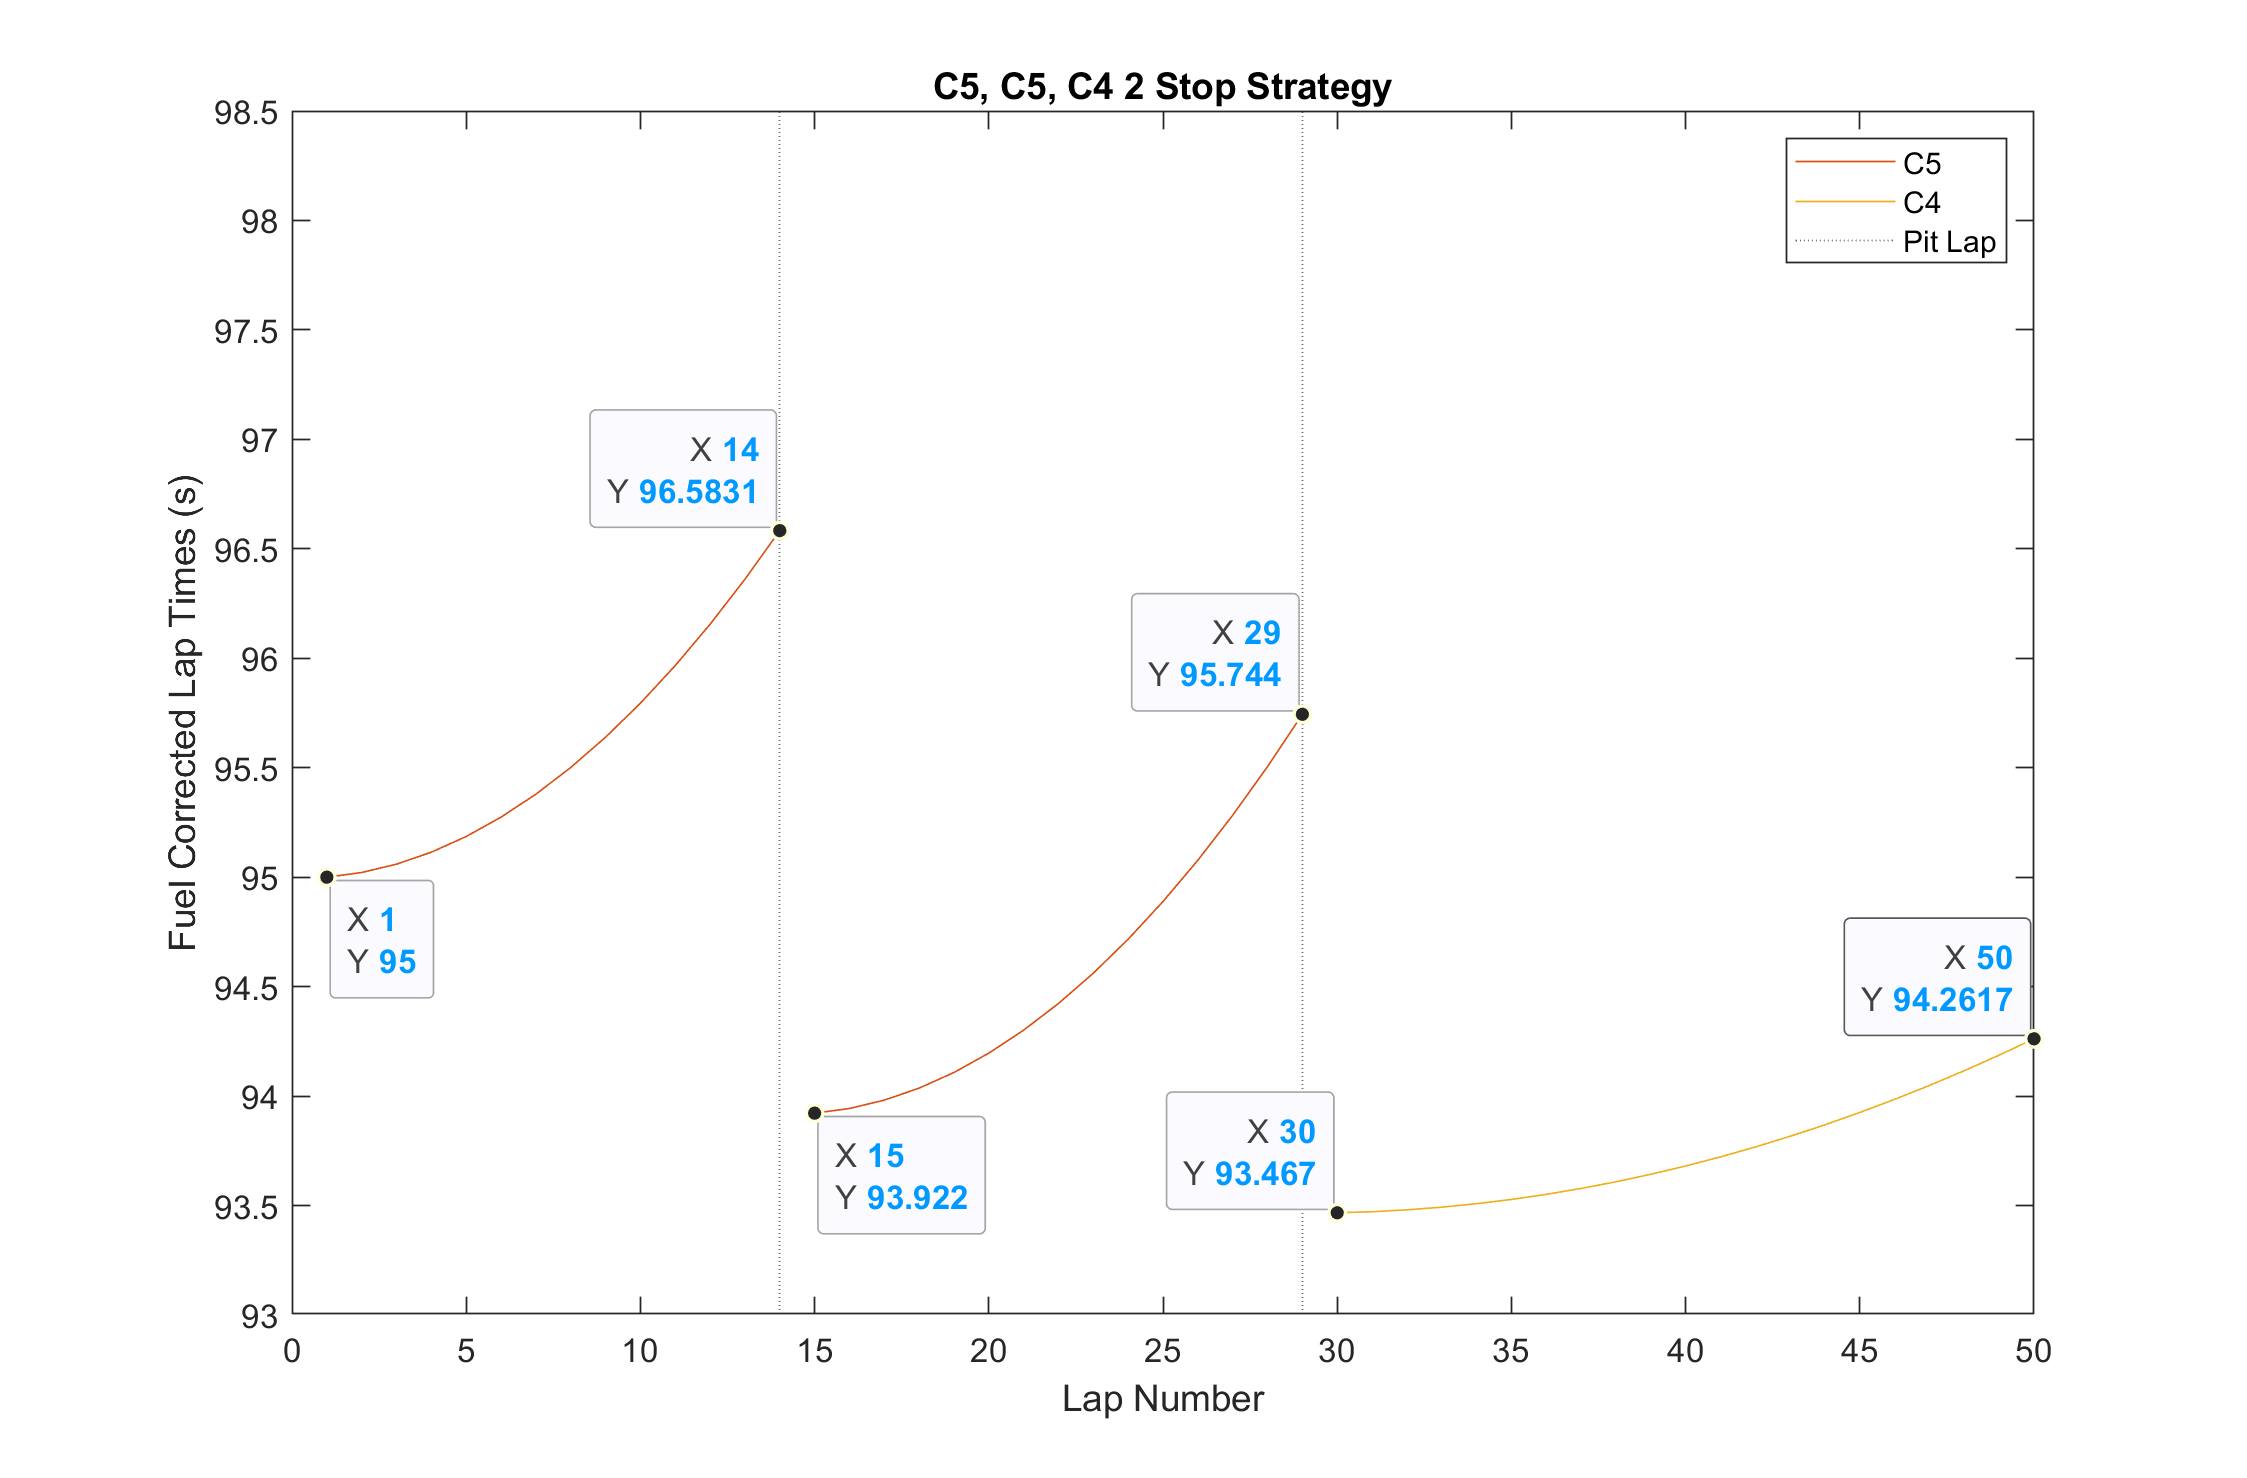 C5, C5, C4 2 Stop Strategy
98.5
98
97.5
97
96.5
96
95.5
95
94.5
94
93.5
93
Fuel Corrected Lap Times (s)
C5
C4
Pit Lap
X 14
Y 96.5831
X 29
Y 95.744
X 1
Y 95
X 50
Y 94.2617
X 15
Y 93.922
X 30
Y 93.467
0 5 10 15 20 25 30 35 40 45 50
Lap Number